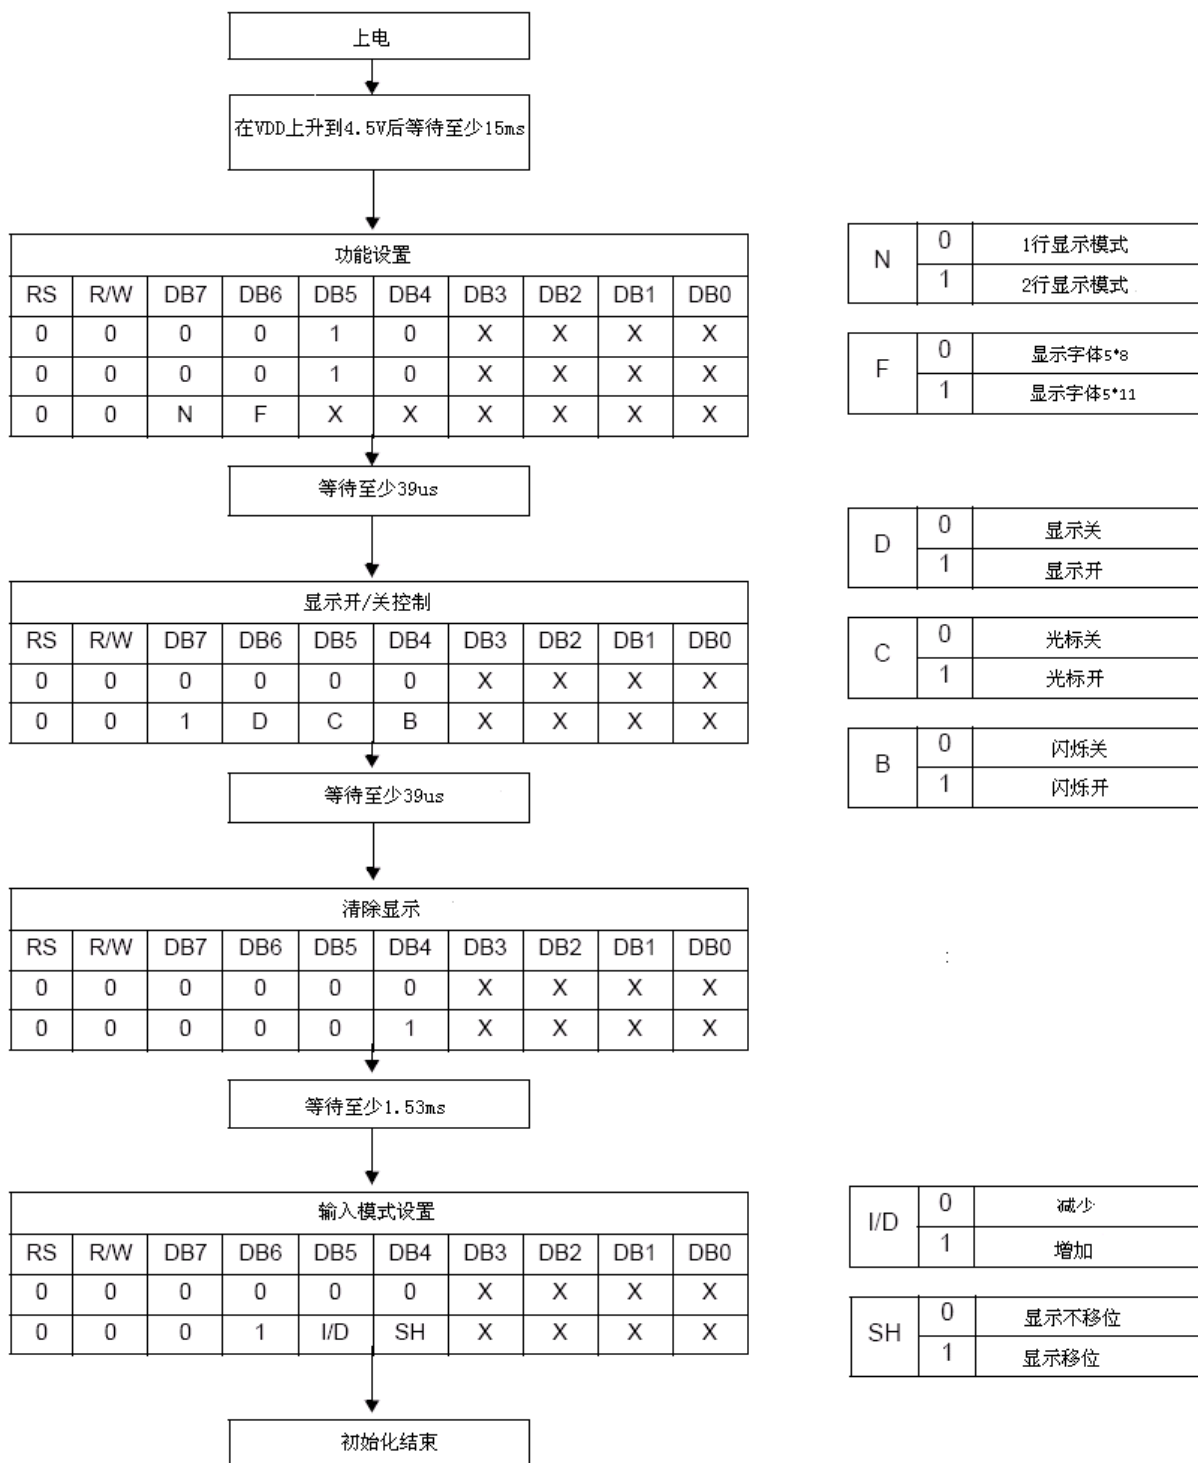 上电
在VDD上升到4.5V后等待至少15ms
功能设置
RS R/W DB7 DB6 DB5 DB4 DB3 DB2 DB1 DB0
0 0 0 0 1 0 X X X X
0 0 0 0 1 0 X X X X
0 0 N F X X X X X X
N
0 1行显示模式
1 2行显示模式
F
0 显示字体5*8
1 显示字体5*11
等待至少39us
显示开/关控制
RS R/W DB7 DB6 DB5 DB4 DB3 DB2 DB1 DB0
0 0 0 0 0 0 X X X X
0 0 1 D C B X X X X
D
0 显示关
1 显示开
C
0 光标关
1 光标开
B
0 闪烁关
1 闪烁开
等待至少39us
清除显示
RS R/W DB7 DB6 DB5 DB4 DB3 DB2 DB1 DB0
0 0 0 0 0 0 X X X X
0 0 0 0 0 1 X X X X
:
等待至少1.53ms
输入模式设置
RS R/W DB7 DB6 DB5 DB4 DB3 DB2 DB1 DB0
0 0 0 0 0 0 X X X X
0 0 0 1 I/D SH X X X X
I/D
0 减少
1 增加
SH
0 显示不移位
1 显示移位
初始化结束